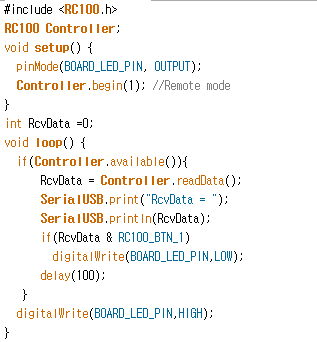 #include <RC100.h>
RC100 Controller;
void setup() {
  pinMode(BOARD_LED_PIN, OUTPUT);
  Controller.begin(1); //Remote mode
}
int RcvData =0;
void loop() {
  if(Controller.available()){
     RcvData = Controller.readData();
     SerialUSB.print("RcvData = ");
     SerialUSB.println(RcvData);
     if(RcvData & RC100_BTN_1)
       digitalWrite(BOARD_LED_PIN,LOW);
     delay(100);
   }
  digitalWrite(BOARD_LED_PIN,HIGH);
}